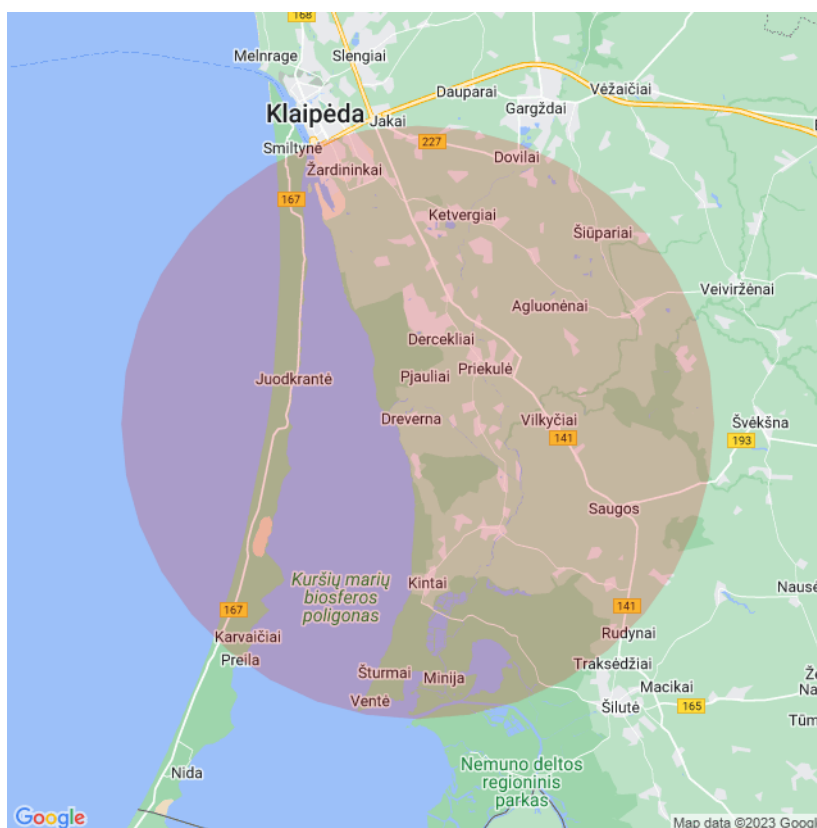 168
Melnrage
Slengiai
Dauparai
Vėžaičiai
Gargždai
Klaipėda
Jakai
Smiltynė
227
Dovilai
Žardininkai
167
Ketvergiai
Šiūpariai
Veiviržėnai
Agluonėnai
Dercekliai
Priekulė
Juodkrantė
Pjauliai
Dreverna
Vilkyčiai
Švėkšna
141
193
Saugos
Kuršių marių
biosferos
poligonas
Kintai
Nausė
167
141
Karvaičiai
Rudynai
Preila
Traksėdžiai
Šturmai
Minija
Macikai
Ventė
Šilutė
165
Nida
Nemuno deltos
regioninis
parkas
Google
Map data ©2023 Google